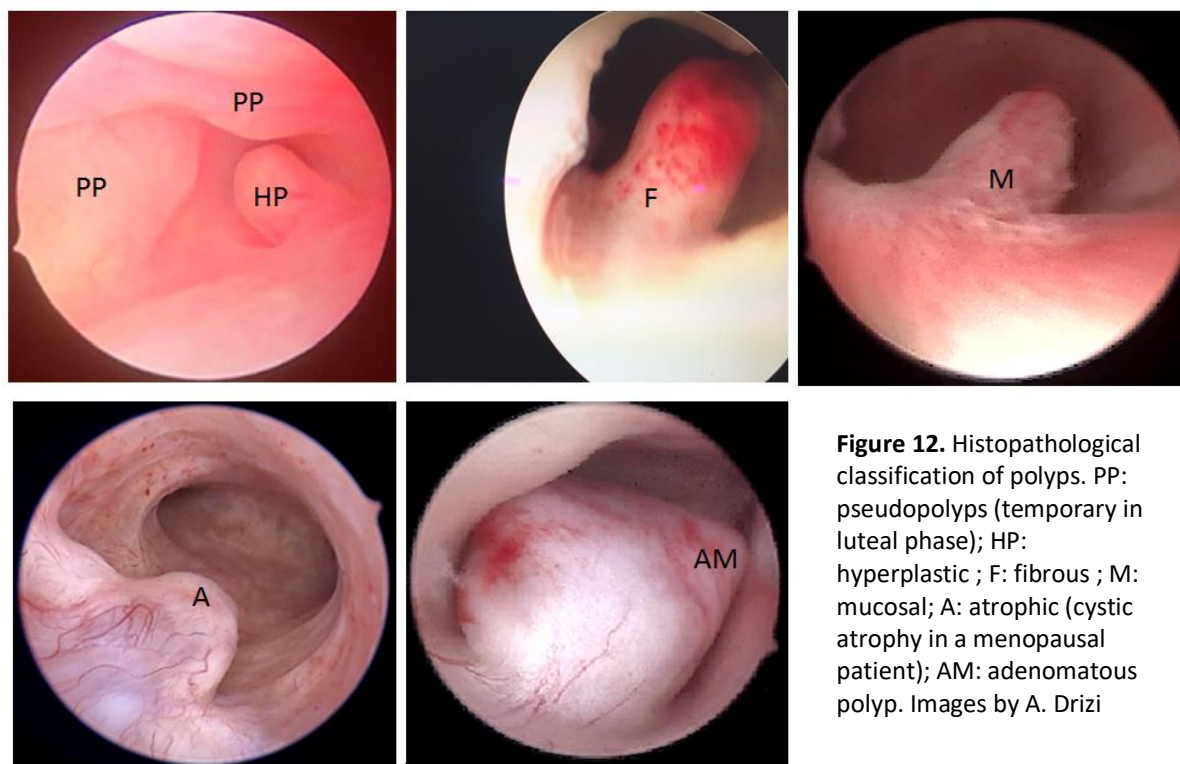 PP
PP
HP
F
M
A
AM
Figure 12. Histopathological
classification of polyps. PP:
pseudopolyps (temporary in
luteal phase); HP:
hyperplastic ; F: fibrous ; M:
mucosal; A: atrophic (cystic
atrophy in a menopausal
patient); AM: adenomatous
polyp. Images by A. Drizi